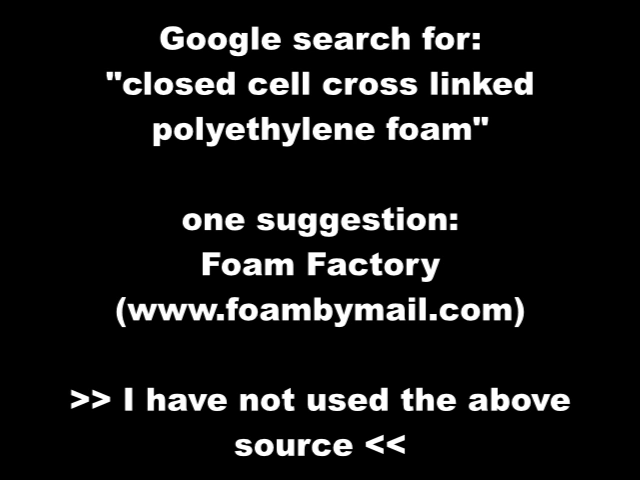 Google search for:
"closed cell cross linked
polyethylene foam"
one suggestion:
Foam Factory
(www.foambymail.com)
>> I have not used the above
source <<